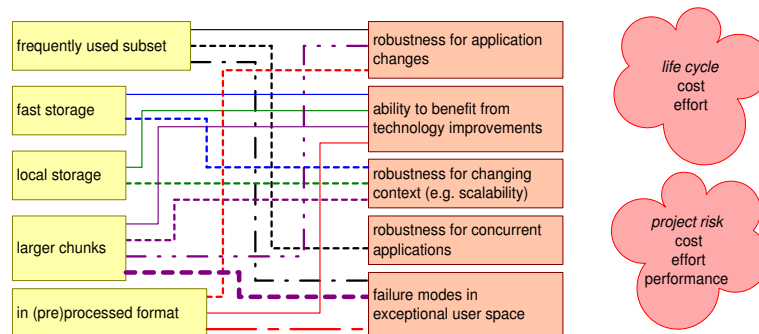 frequently used subset
fast storage
local storage
larger chunks
in (pre)processed format
robustness for application
changes
ability to benefit from
technology improvements
robustness for changing
context (e.g. scalability)
robustness for concurrent
applications
failure modes in
exceptional user space
life cycle
cost
effort
project risk
cost
effort
performance